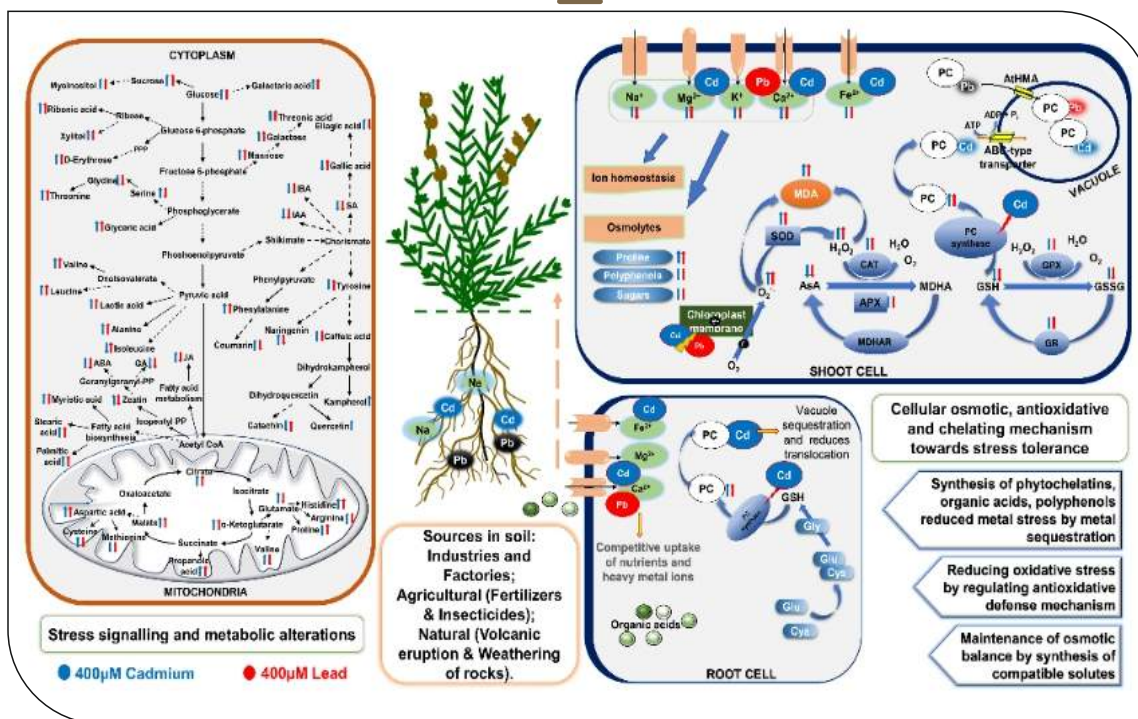 CYTOPLASM
Myoinositol
Sucrose
Galactaric acid
Glucose
Ribonic acid
Ribose
Threonic acid
Ellagic acid
Xylitol
Glucose 6-phosphate
Galactose
PPP
D-Erythrose
Gallic acid
Fructose 6-phosphate
Glycine
Threonine
Serine
IBA
SA
Phosphoglycerate
IAA
Glyceric acid
Shikimate
Chorismate
Valine
Phenylpyruvate
Tyrosine
Leucine
Pyruvic acid
Lactic acid
Phenylalanine
Naringenin
Alanine
Caffeic acid
Coumarin
Isoleucine
ABA
GA
JA
Dihydrokampherol
Geranylgeranyl-PP
Fatty acid
metabolism
Dihydroquercetin
Myristic acid
Zeatin
Kampherol
Isopentyl PP
Stearic
acid
Fatty acid
biosynthesis
Catechin
Quercetin
Palmitic
acid
Acetyl CoA
Citrate
Oxaloacetate
Isocitrate
Aspartic acid
Glutamate
Histidine
Malate
α-Ketoglutarate
Arginine
Cysteine
Proline
Succinate
Valine
Propanoic
acid
MITOCHONDRIA
Stress signalling and metabolic alterations
400µM Cadmium
400µM Lead
Na
Cd
Na
Cd
Pb
Pb
Sources in soil:
Industries and
Factories;
Agricultural (Fertilizers
& Insecticides);
Natural (Volcanic
eruption & Weathering
of rocks).
Cd
Pb
Cd
Cd
Na⁺
Mg²⁺
K⁺
Ca²⁺
Fe²⁺
Ion homeostasis
Osmolytes
Proline
Polyphenols
Sugars
Chloroplast
membrane
Cd
Pb
O₂
O₂
MDA
SOD
H₂O₂
H₂O
O₂
CAT
AsA
MDHA
APX
MDHAR
PC
Pb
AtHMA
PC
Pb
PC
Cd
ATP
ADP+Pi
PC
Cd
ABC-type
transporter
VACUOLE
PC
Cd
PC
synthase
H₂O₂
H₂O
O₂
GPX
GSH
GSSG
GR
SHOOT CELL
Cd
Fe²⁺
Mg²⁺
Cd
Ca²⁺
Pb
Competitive uptake
of nutrients and
heavy metal ions
Organic acids
PC
Cd
Vacuole
sequestration
and reduces
translocation
PC
Cd
GSH
PC synthase
Gly
Glu
Cys
Glu
Cys
ROOT CELL
Cellular osmotic, antioxidative
and chelating mechanism
towards stress tolerance
Synthesis of phytochelatins,
organic acids, polyphenols
reduced metal stress by metal
sequestration
Reducing oxidative stress
by regulating antioxidative
defense mechanism
Maintenance of osmotic
balance by synthesis of
compatible solutes